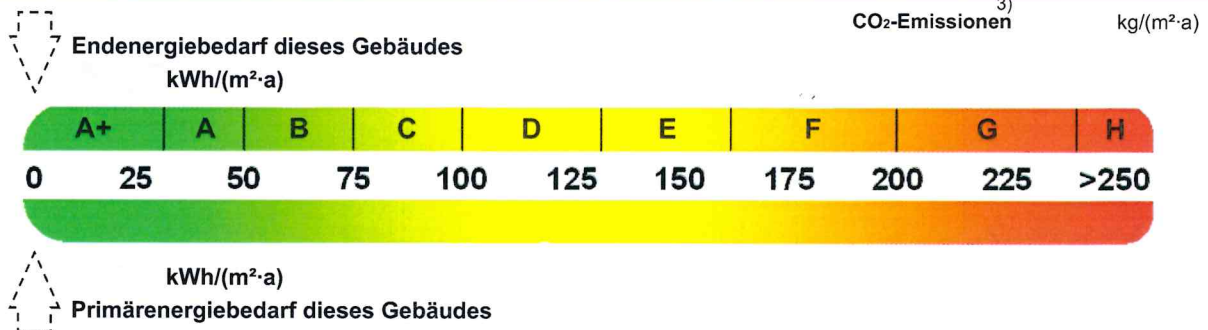 3)
CO₂-Emissionen kg/(m²·a)
Endenergiebedarf dieses Gebäudes
kWh/(m²·a)
A+ A B C D E F G H
0 25 50 75 100 125 150 175 200 225 >250
kWh/(m²·a)
Primärenergiebedarf dieses Gebäudes